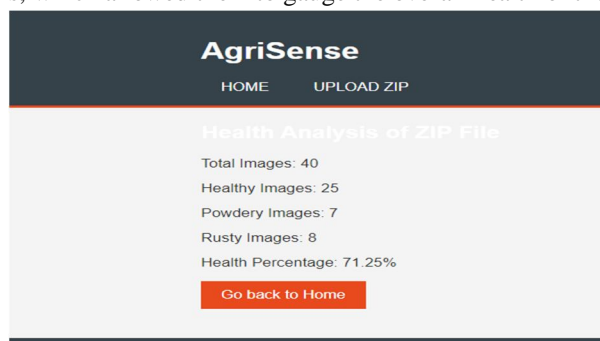 AgriSense
HOME UPLOAD ZIP
Health Analysis of ZIP File
Total Images: 40
Healthy Images: 25
Powdery Images: 7
Rusty Images: 8
Health Percentage: 71.25%
Go back to Home